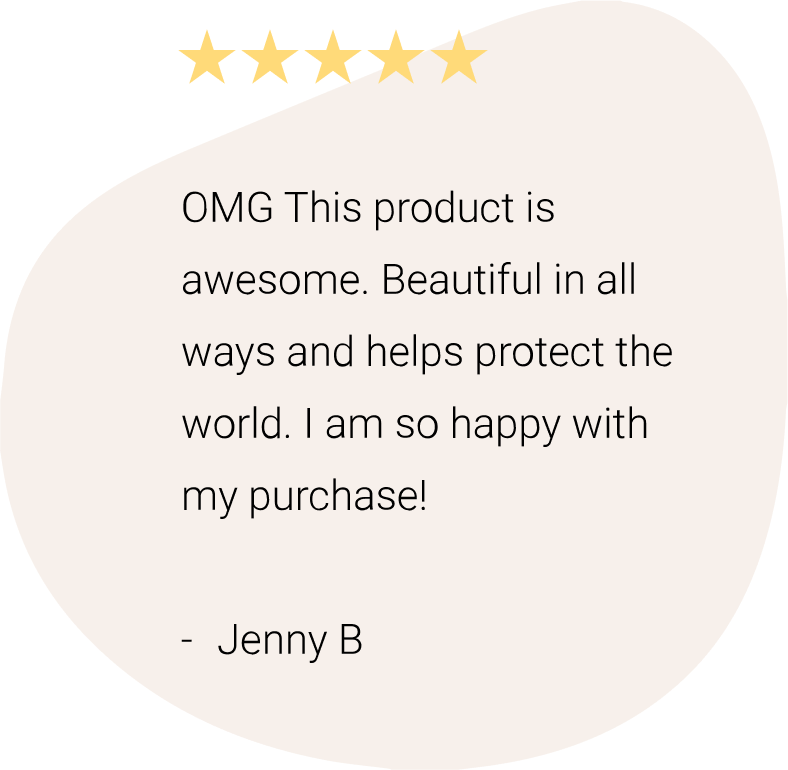 OMG This product is
awesome. Beautiful in all
ways and helps protect the
world. I am so happy with
my purchase!
- Jenny B